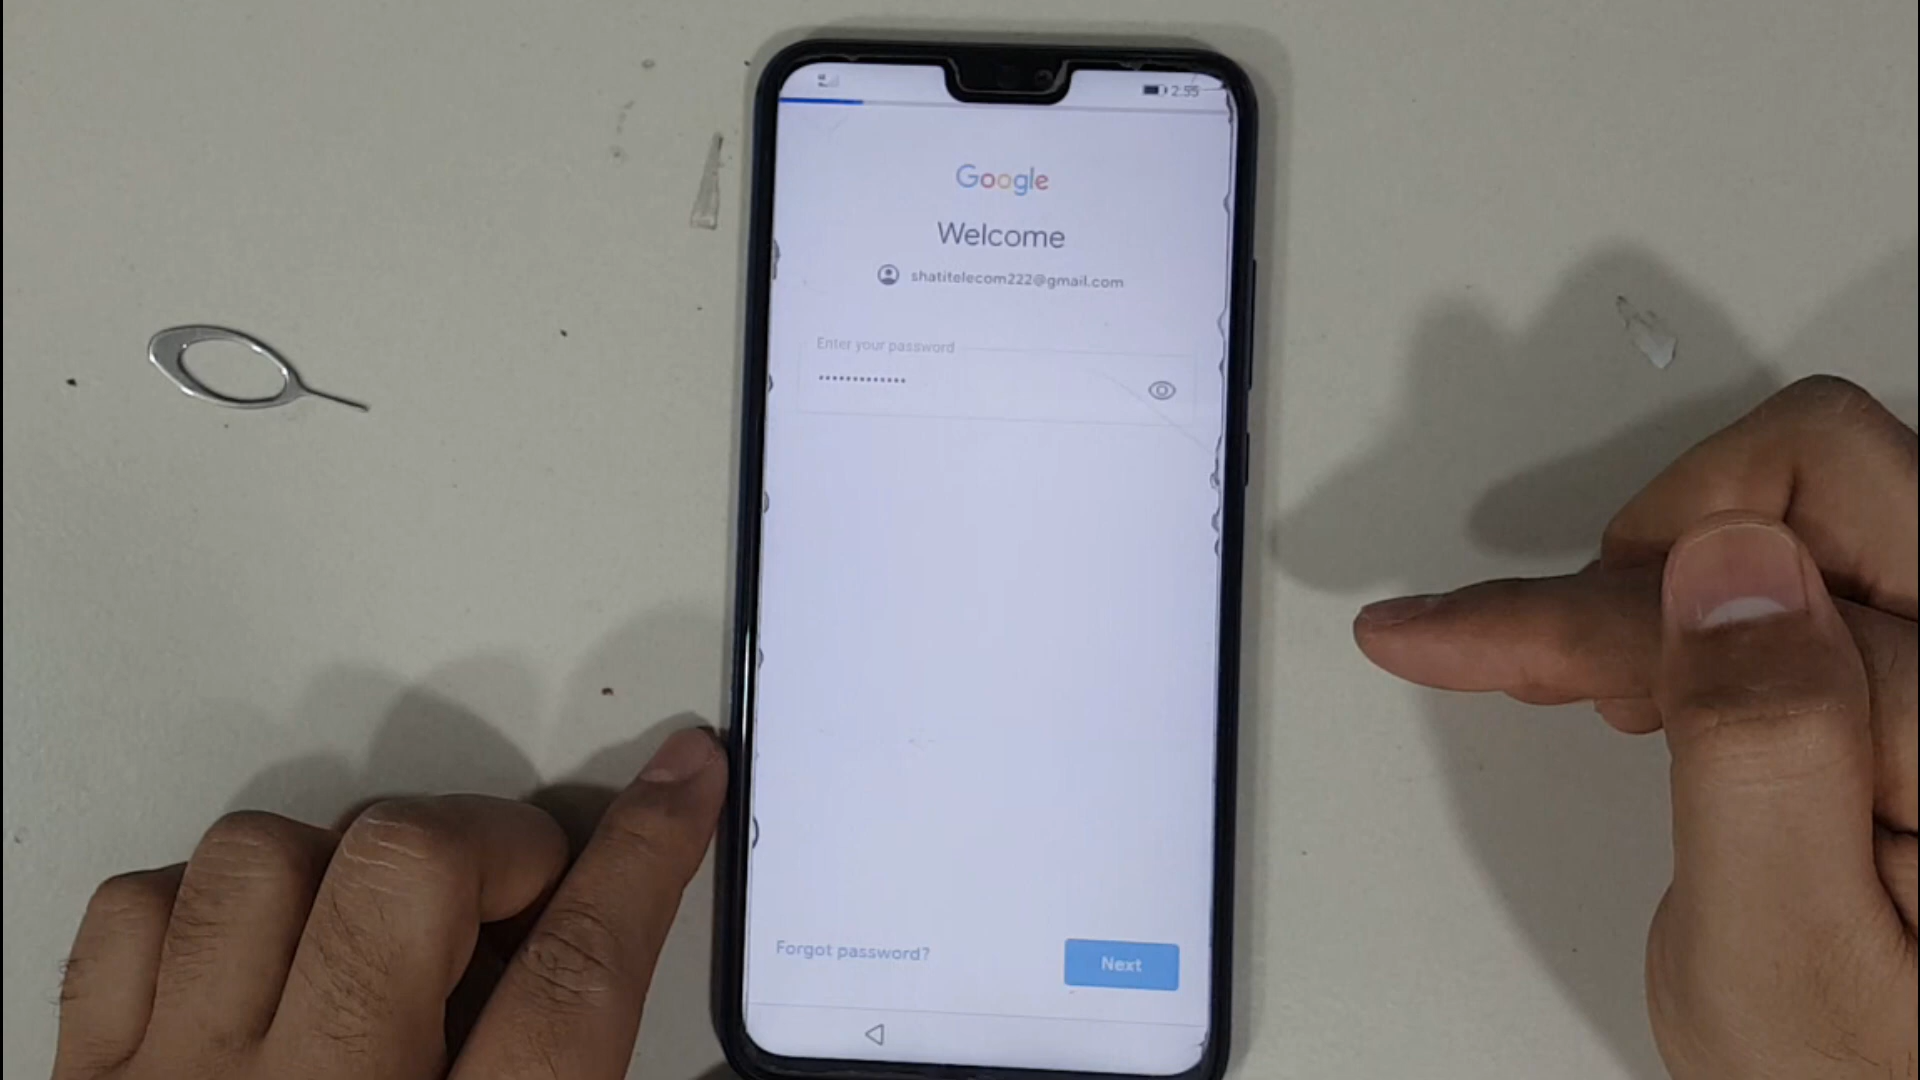 2:55
Google
Welcome
shatitelecom222@gmail.com
Enter your password
•••••••••••••
Forgot password?
Next